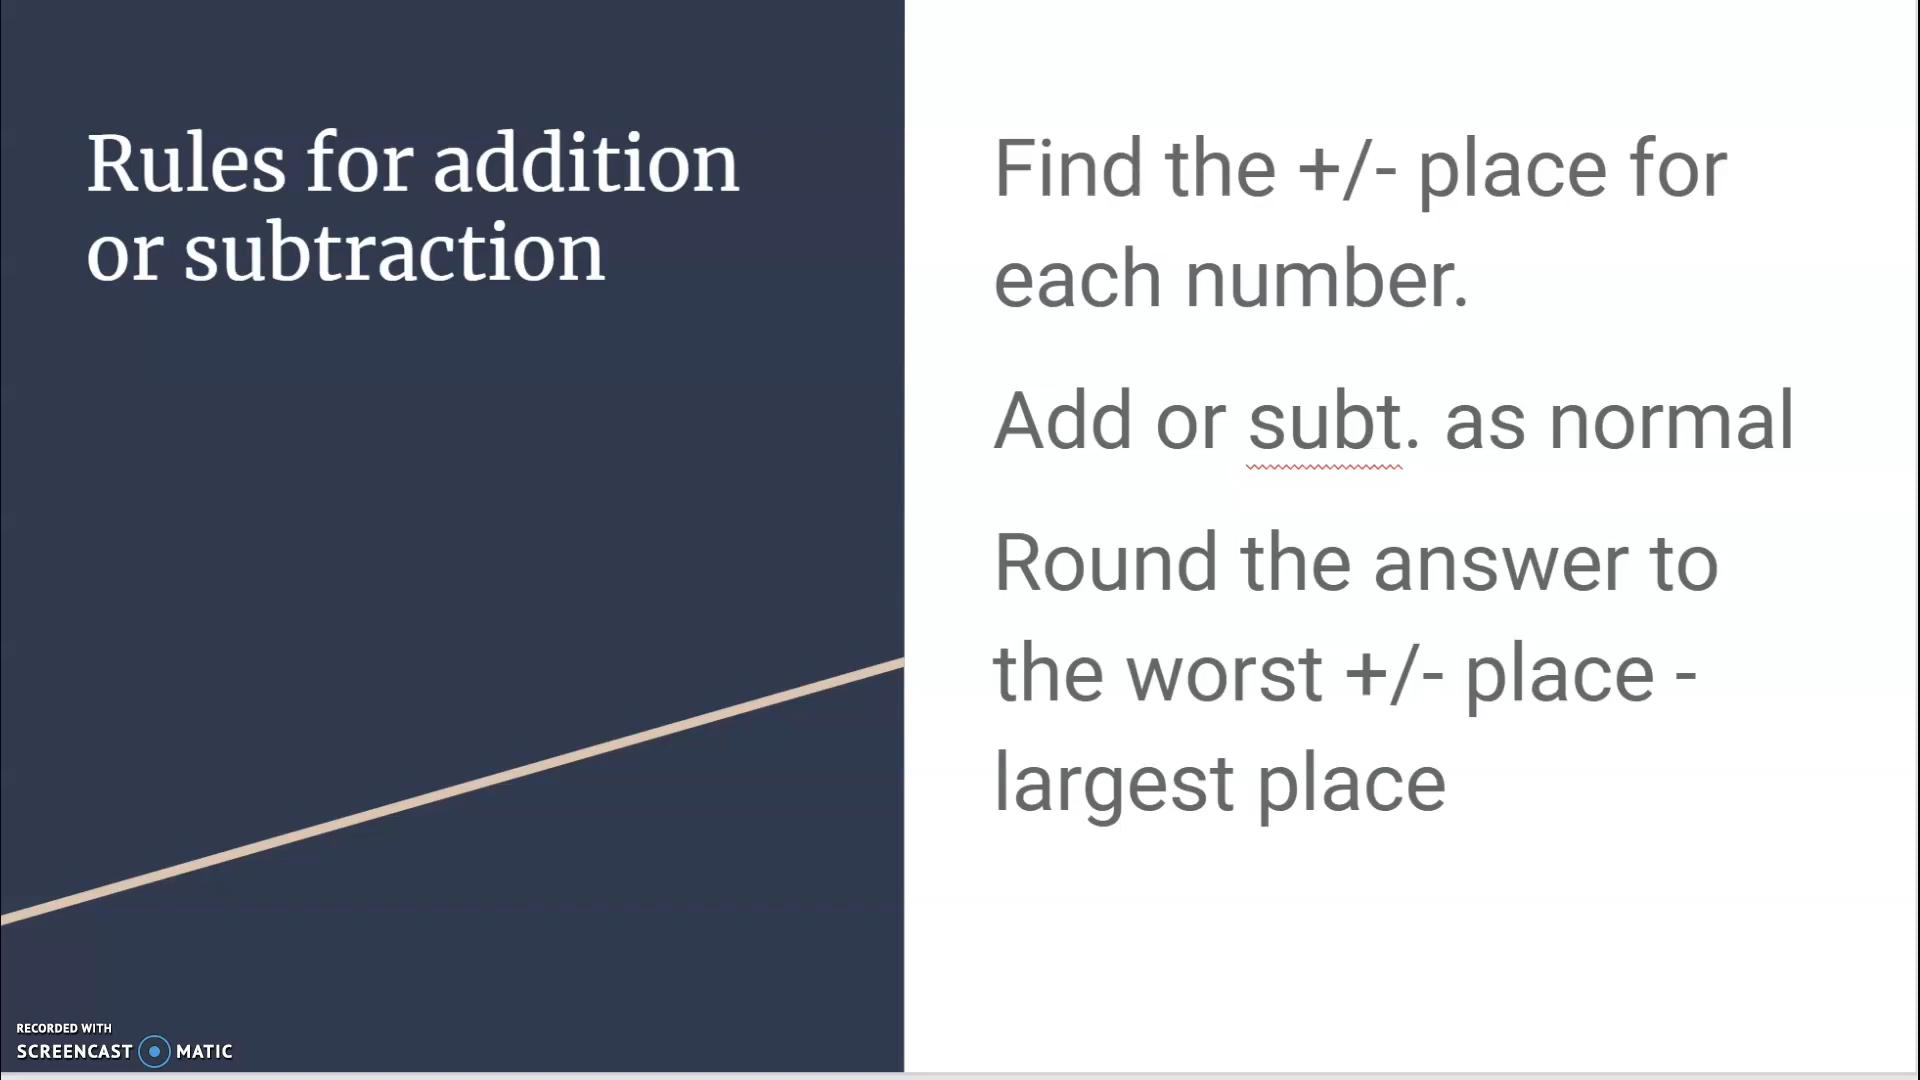 Rules for addition
or subtraction
Find the +/- place for
each number.
Add or subt. as normal
Round the answer to
the worst +/- place -
largest place
RECORDED WITH
SCREENCAST MATIC